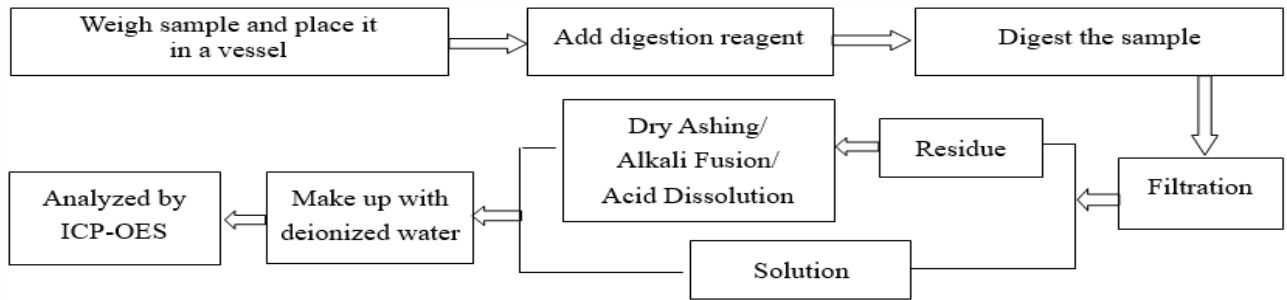 Weigh sample and place it
in a vessel
Add digestion reagent
Digest the sample
Filtration
Residue
Dry Ashing/
Alkali Fusion/
Acid Dissolution
Solution
Make up with
deionized water
Analyzed by
ICP-OES